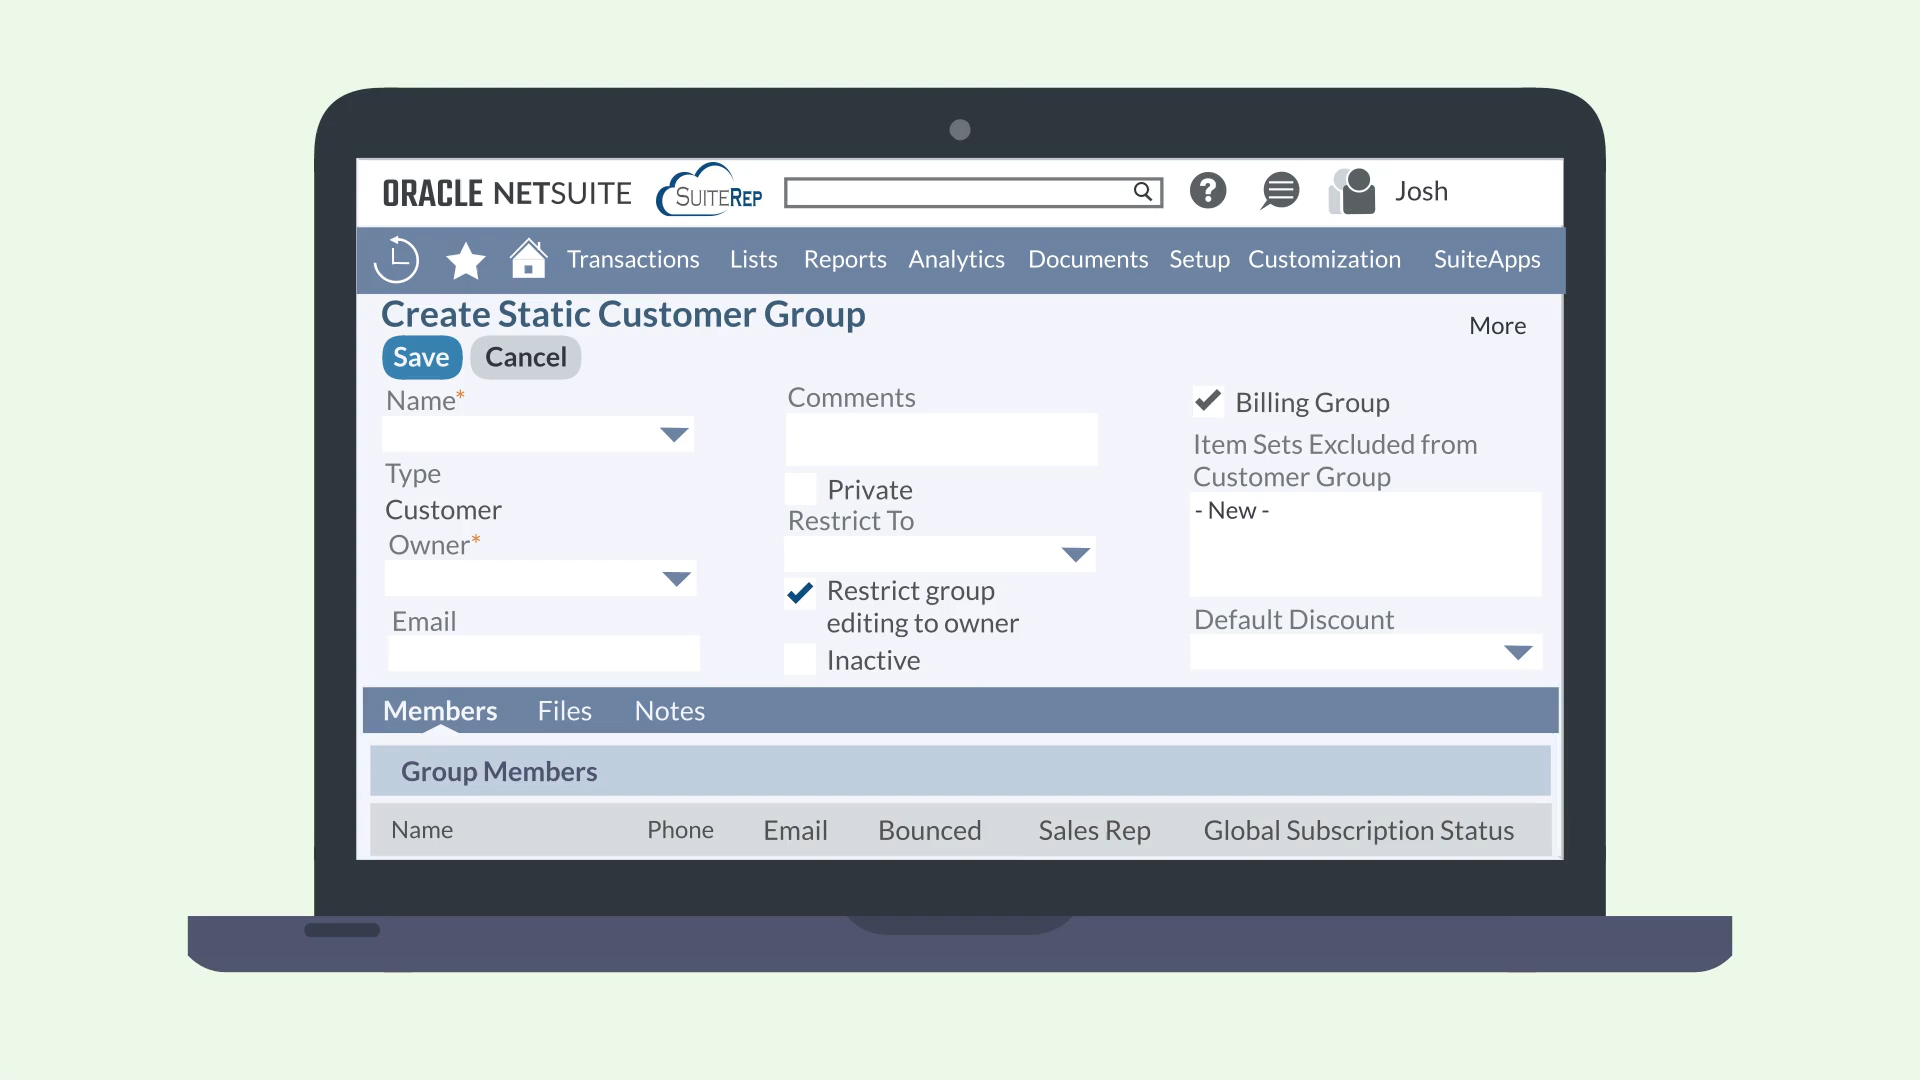 ORACLE NETSUITE SUITEREP ? Josh
Transactions Lists Reports Analytics Documents Setup Customization SuiteApps
Create Static Customer Group
More
Save Cancel
Name*
Type
Customer
Owner*
Email
Comments
Private
Restrict To
Restrict group
editing to owner
Inactive
Billing Group
Item Sets Excluded from
Customer Group
- New -
Default Discount
Members Files Notes
Group Members
Name Phone Email Bounced Sales Rep Global Subscription Status